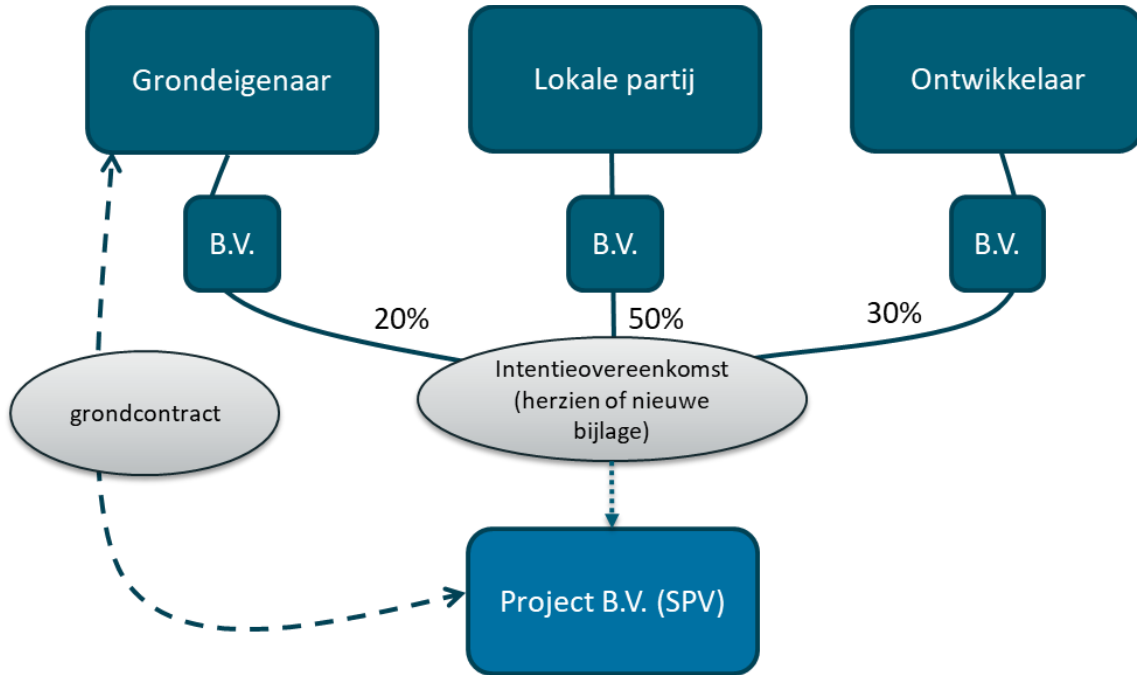 Grondeigenaar
Lokale partij
Ontwikkelaar
B.V.
B.V.
B.V.
20%
50%
30%
Intentieovereenkomst
(herzien of nieuwe
bijlage)
grondcontract
Project B.V. (SPV)